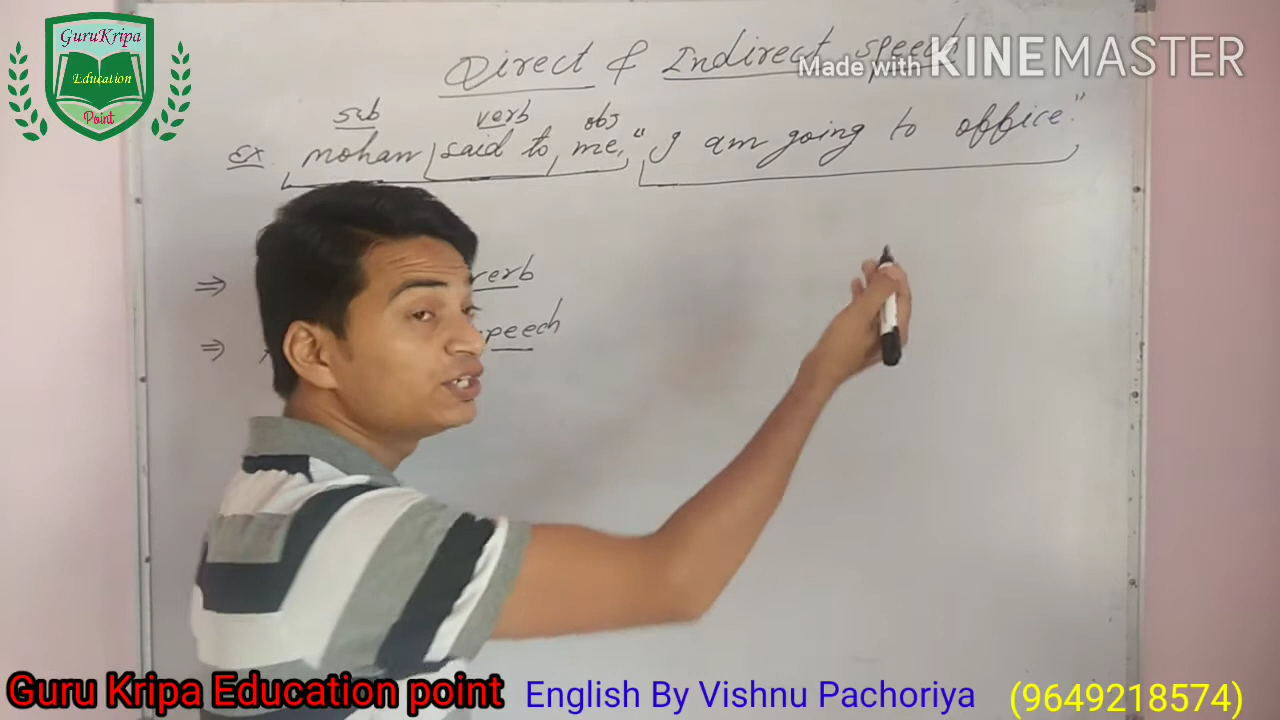 GuruKripa
Education
Point
Direct & Indirect speech
Made with KINEMASTER
sub verb obj
Ex. mohan said to me, "I am going to office."
⇒ verb
⇒ speech
Guru Kripa Education point English By Vishnu Pachoriya (9649218574)